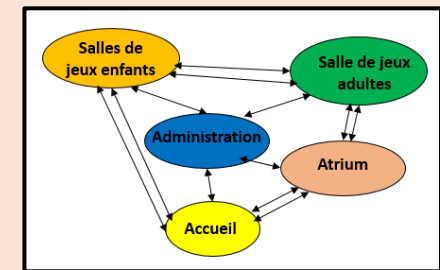 Salles de
jeux enfants
Salle de jeux
adultes
Administration
Atrium
Accueil